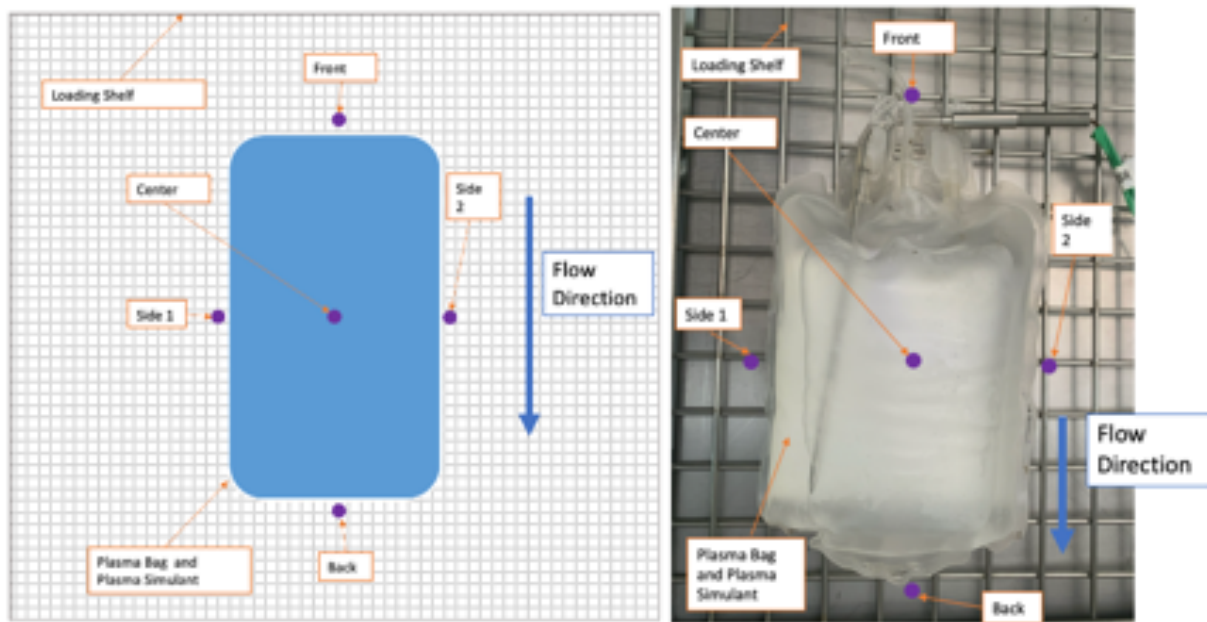 Front
Loading Shelf
Center
Side
2
Flow
Direction
Side 1
Plasma Bag and
Plasma Simulant
Back
Front
Loading Shelf
Center
Side
2
Side 1
Flow
Direction
Plasma Bag
and Plasma
Simulant
Back